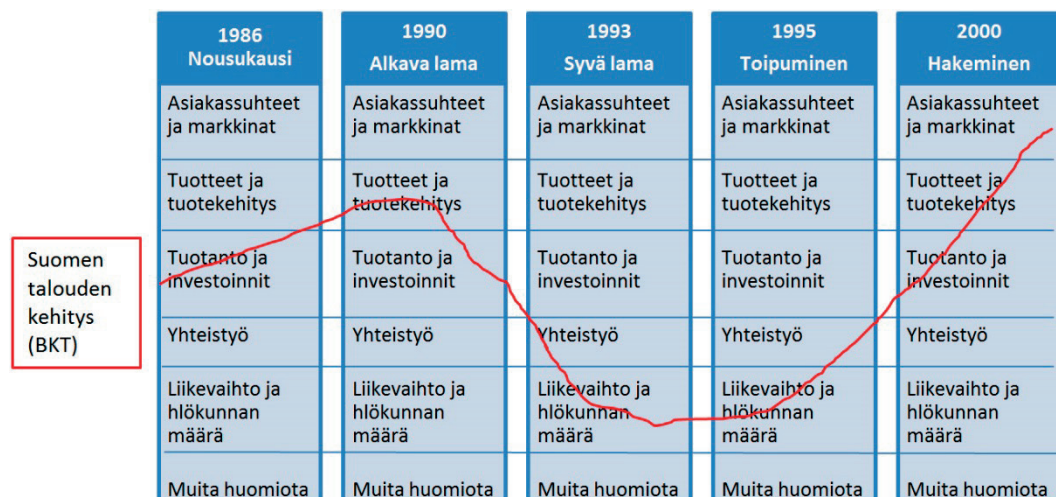 Suomen
talouden
kehitys
(BKT)
1986
Nousukausi
Asiakassuhteet
ja markkinat
Tuotteet ja
tuotekehitys
Tuotanto ja
investoinnit
Yhteistyö
Liikevaihto ja
hlökunnan
määrä
Muita huomiota
1990
Alkava lama
Asiakassuhteet
ja markkinat
Tuotteet ja
tuotekehitys
Tuotanto ja
investoinnit
Yhteistyö
Liikevaihto ja
hlökunnan
määrä
Muita huomiota
1993
Syvä lama
Asiakassuhteet
ja markkinat
Tuotteet ja
tuotekehitys
Tuotanto ja
investoinnit
Yhteistyö
Liikevaihto ja
hlökunnan
määrä
Muita huomiota
1995
Toipuminen
Asiakassuhteet
ja markkinat
Tuotteet ja
tuotekehitys
Tuotanto ja
investoinnit
Yhteistyö
Liikevaihto ja
hlökunnan
määrä
Muita huomiota
2000
Hakeminen
Asiakassuhteet
ja markkinat
Tuotteet ja
tuotekehitys
Tuotanto ja
investoinnit
Yhteistyö
Liikevaihto ja
hlökunnan
määrä
Muita huomiota